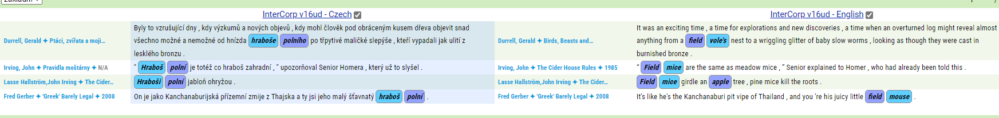 Základní
InterCorp v16ud - Czech
InterCorp v16ud - English
Durrell, Gerald ✦ Ptáci, zvířata a moji...
Byly to vzrušující dny , kdy výzkumů a nových objevů , kdy mohl člověk pod obráceným kusem dřeva objevit snad
všechno možné a nemožné od hnízda hraboše polního po třpytivé maličké slepýše , kteří vypadali jak ulití z
lesklého bronzu .
Durrell, Gerald ✦ Birds, Beasts and...
It was an exciting time , a time for explorations and new discoveries , a time when an overturned log might reveal almost
anything from a field vole's nest to a wriggling glitter of baby slow worms , looking as though they were cast in
burnished bronze .
Irving, John ✦ Pravidla moštárny ✦ N/A
" Hraboš polní je totéž co hraboš zahradní , " upozorňoval Senior Homera , který už to slyšel .
Irving, John ✦ The Cider House Rules ✦ 1985
“ Field mice are the same as meadow mice , ” Senior explained to Homer , who had already been told this .
Lasse Hallström,John Irving ✦ The Cider...
Hraboši polní jabloň ohryžou .
Lasse Hallström,John Irving ✦ The Cider...
Field mice girdle an apple tree , pine mice kill the roots .
Fred Gerber ✦ 'Greek' Barely Legal ✦ 2008
On je jako Kanchanaburijská přízemní zmije z Thajska a ty jsi jeho malý šťavnatý hraboš polní .
Fred Gerber ✦ 'Greek' Barely Legal ✦ 2008
It's like he's the Kanchanaburi pit vipe of Thailand , and you 're his juicy little field mouse .